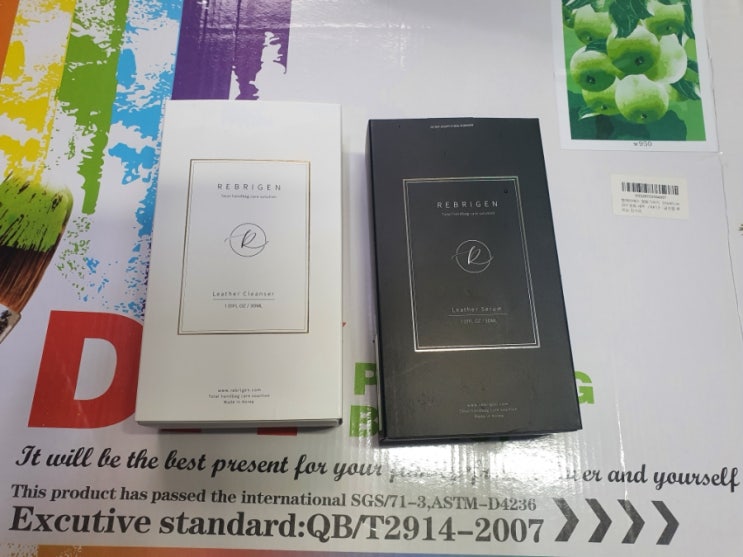 REBRIGEN
Total handbag care solution
R
Leather Cleanser
1.01FL OZ / 30ML
www.rebrigen.com
Total handbag care solution
Made in Korea
REBRIGEN
Total handbag care solution
R
Leather Serum
1.01FL OZ / 30ML
www.rebrigen.com
Total handbag care solution
Made in Korea
₩950
D
It will be the best present for your
er and yourself
This product has passed the international SGS/71-3,ASTM-D4236
Excutive standard:QB/T2914-2007